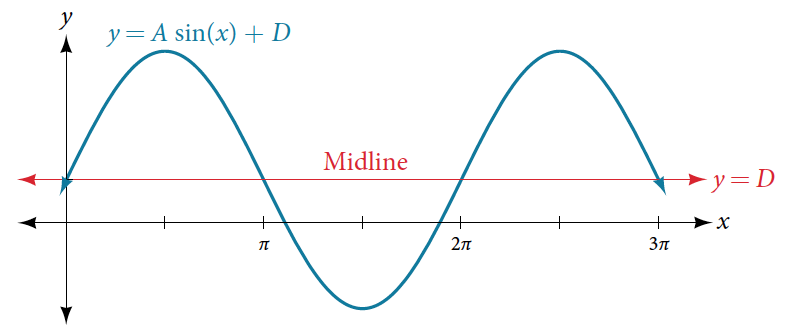 y
y = A sin(x) + D
Midline
y = D
x
π
2π
3π